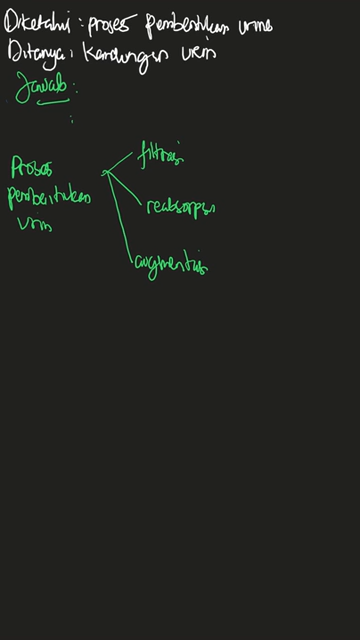 Diketahui : proses pembentukan urine
Ditanya : Kandungan urin
Jawab :
:
Proses
pembentukan
urin
filtrasi
reabsorpsi
augmentasi